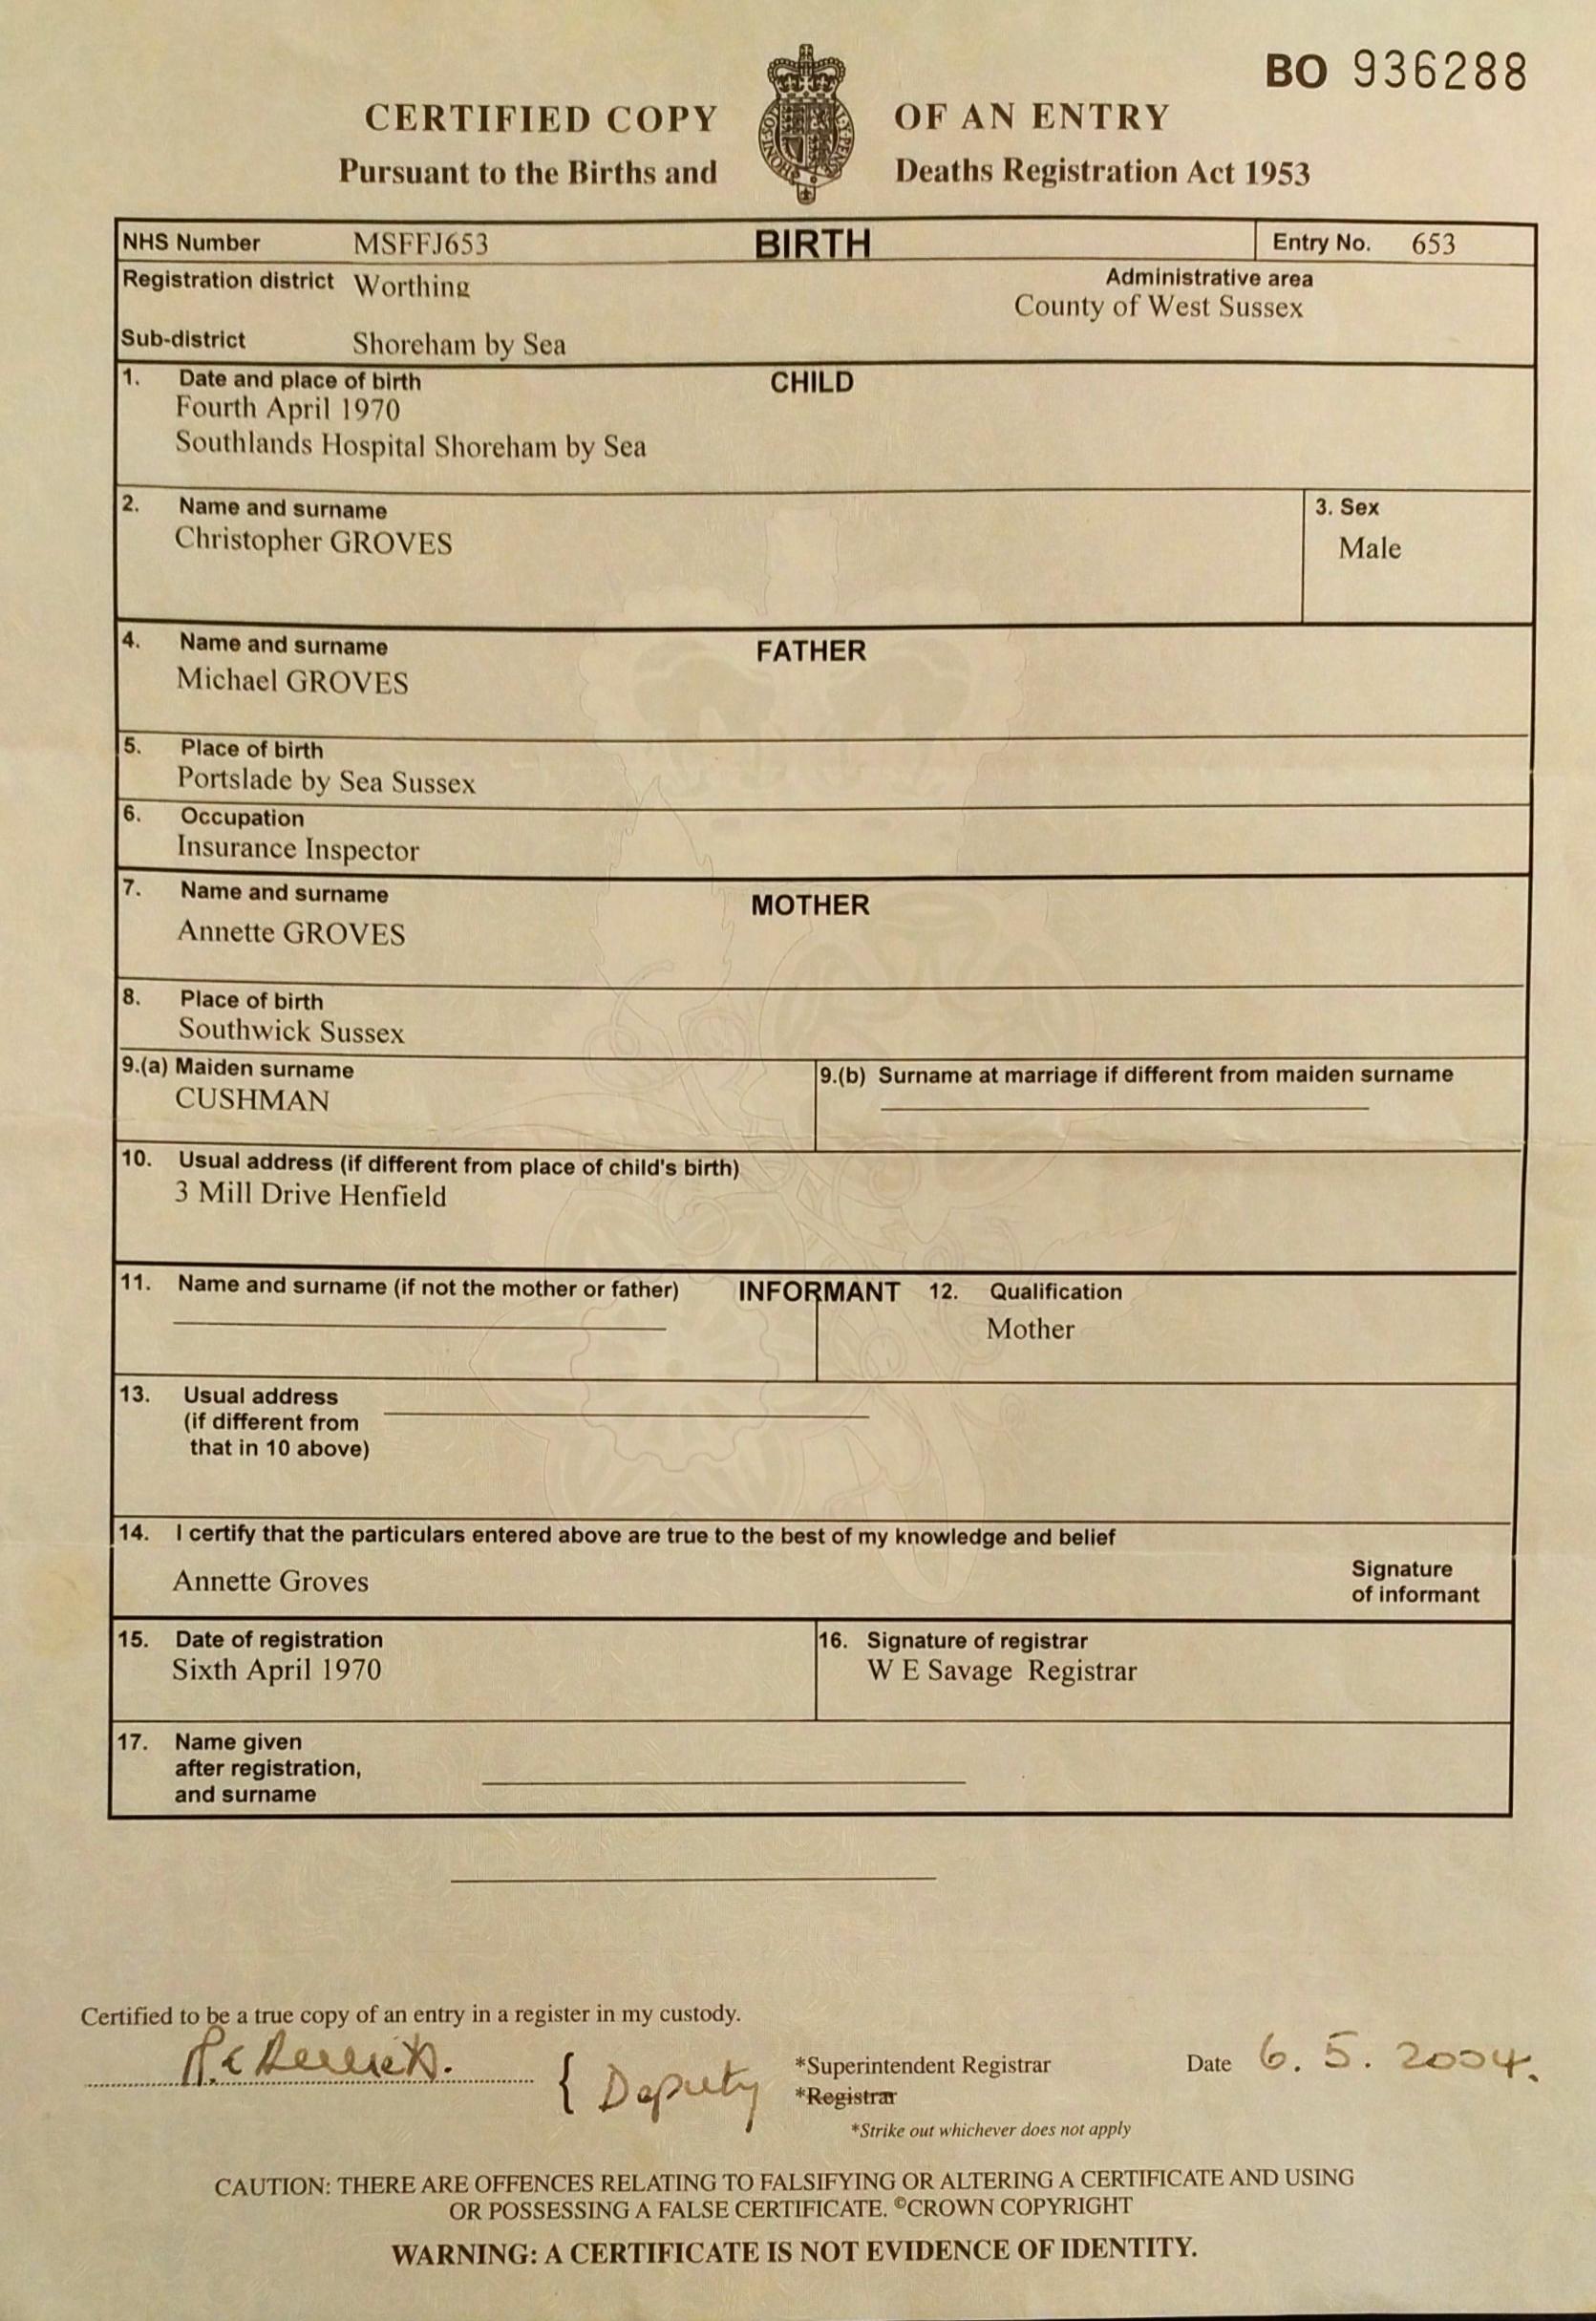 BO 936288
CERTIFIED COPY OF AN ENTRY
Pursuant to the Births and Deaths Registration Act 1953
NHS Number MSFFJ653 BIRTH Entry No. 653
Registration district Worthing Administrative area
County of West Sussex
Sub-district Shoreham by Sea
1. Date and place of birth CHILD
Fourth April 1970
Southlands Hospital Shoreham by Sea
2. Name and surname 3. Sex
Christopher GROVES Male
4. Name and surname FATHER
Michael GROVES
5. Place of birth
Portslade by Sea Sussex
6. Occupation
Insurance Inspector
7. Name and surname MOTHER
Annette GROVES
8. Place of birth
Southwick Sussex
9.(a) Maiden surname 9.(b) Surname at marriage if different from maiden surname
CUSHMAN
10. Usual address (if different from place of child's birth)
3 Mill Drive Henfield
11. Name and surname (if not the mother or father) INFORMANT 12. Qualification
Mother
13. Usual address
(if different from
that in 10 above)
14. I certify that the particulars entered above are true to the best of my knowledge and belief
Annette Groves Signature
of informant
15. Date of registration 16. Signature of registrar
Sixth April 1970 W E Savage Registrar
17. Name given
after registration,
and surname
Certified to be a true copy of an entry in a register in my custody.
{ Deputy *Superintendent Registrar Date 6. 5. 2004.
*Registrar
*Strike out whichever does not apply
CAUTION: THERE ARE OFFENCES RELATING TO FALSIFYING OR ALTERING A CERTIFICATE AND USING
OR POSSESSING A FALSE CERTIFICATE. ©CROWN COPYRIGHT
WARNING: A CERTIFICATE IS NOT EVIDENCE OF IDENTITY.